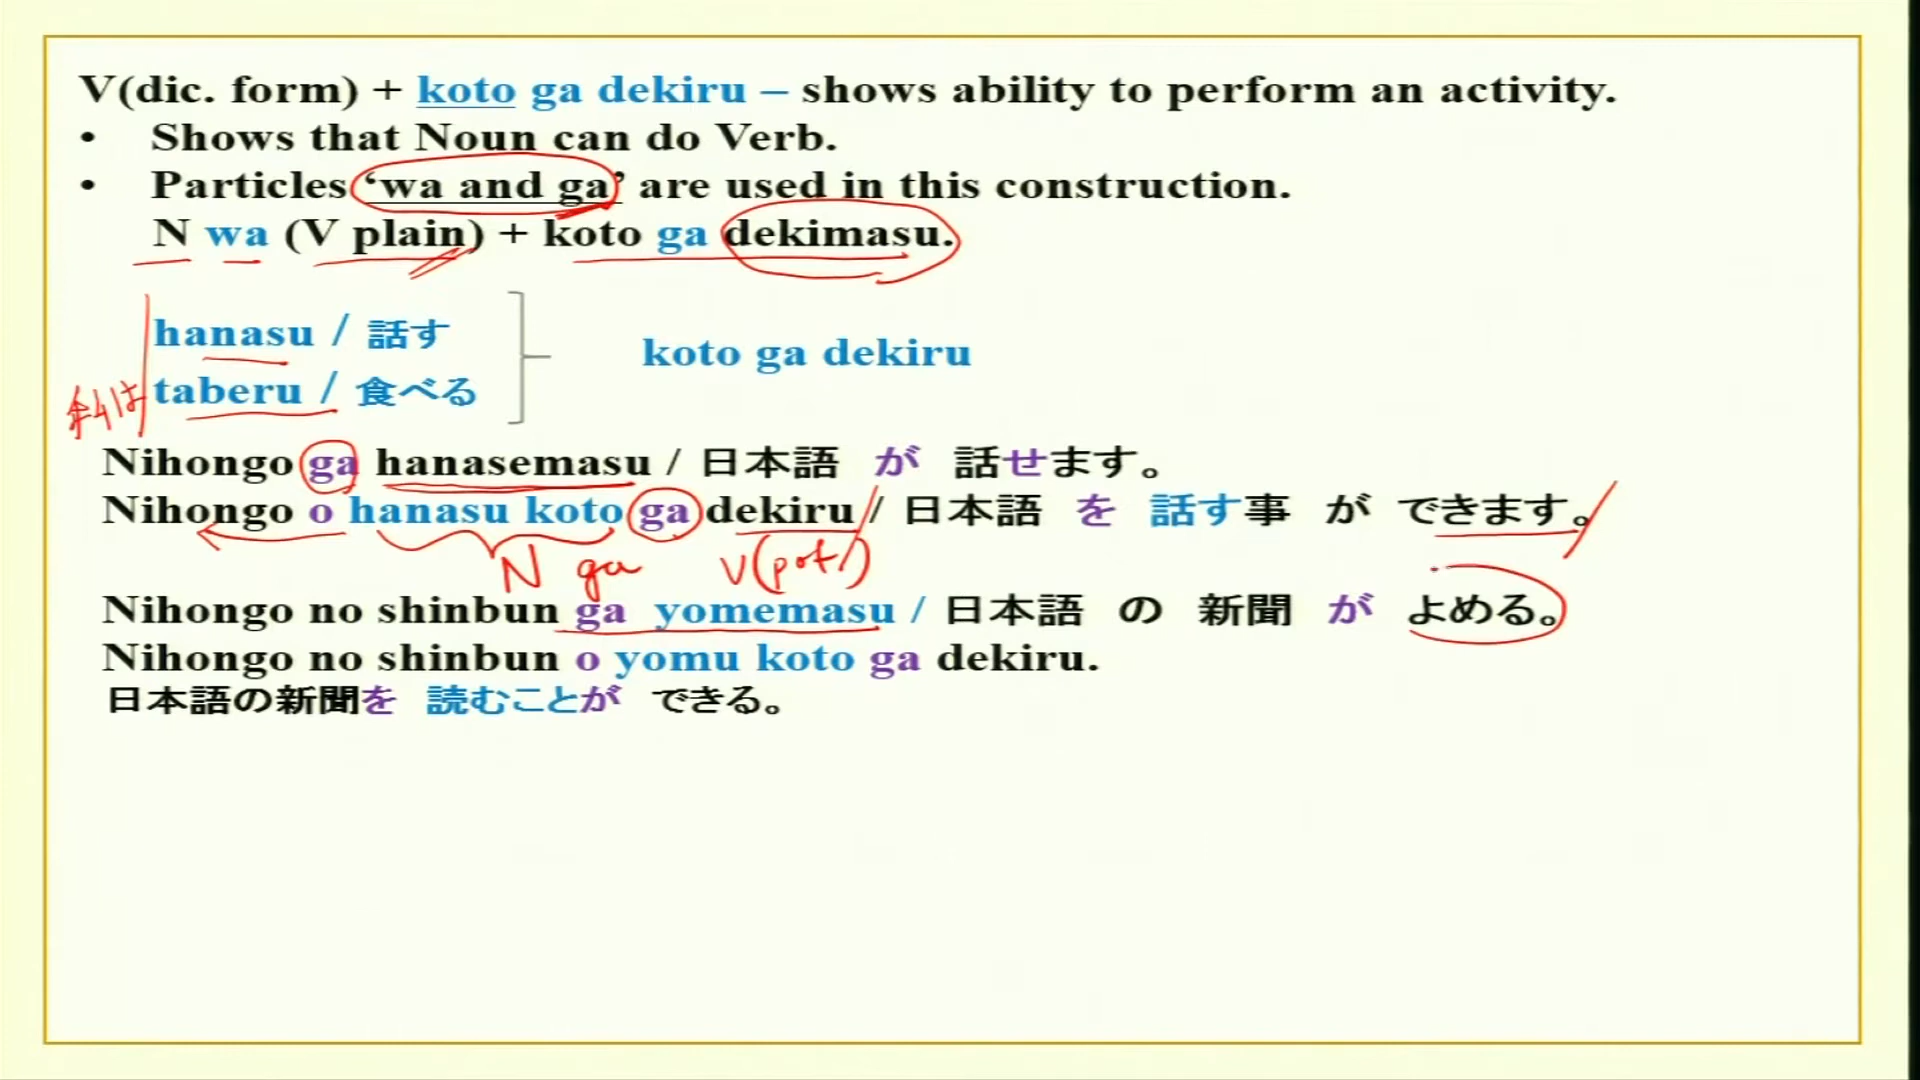 V(dic. form) + koto ga dekiru – shows ability to perform an activity.
• Shows that Noun can do Verb.
• Particles ‘wa and ga’ are used in this construction.
N wa (V plain) + koto ga dekimasu.
hanasu / 話す
koto ga dekiru
私は
taberu / 食べる
Nihongo ga hanasemasu / 日本語 が 話せます。
Nihongo o hanasu koto ga dekiru / 日本語 を 話す事 が できます。
N ga V(pot.)
Nihongo no shinbun ga yomemasu / 日本語 の 新聞 が よめる。
Nihongo no shinbun o yomu koto ga dekiru.
日本語の新聞を 読むことが できる。